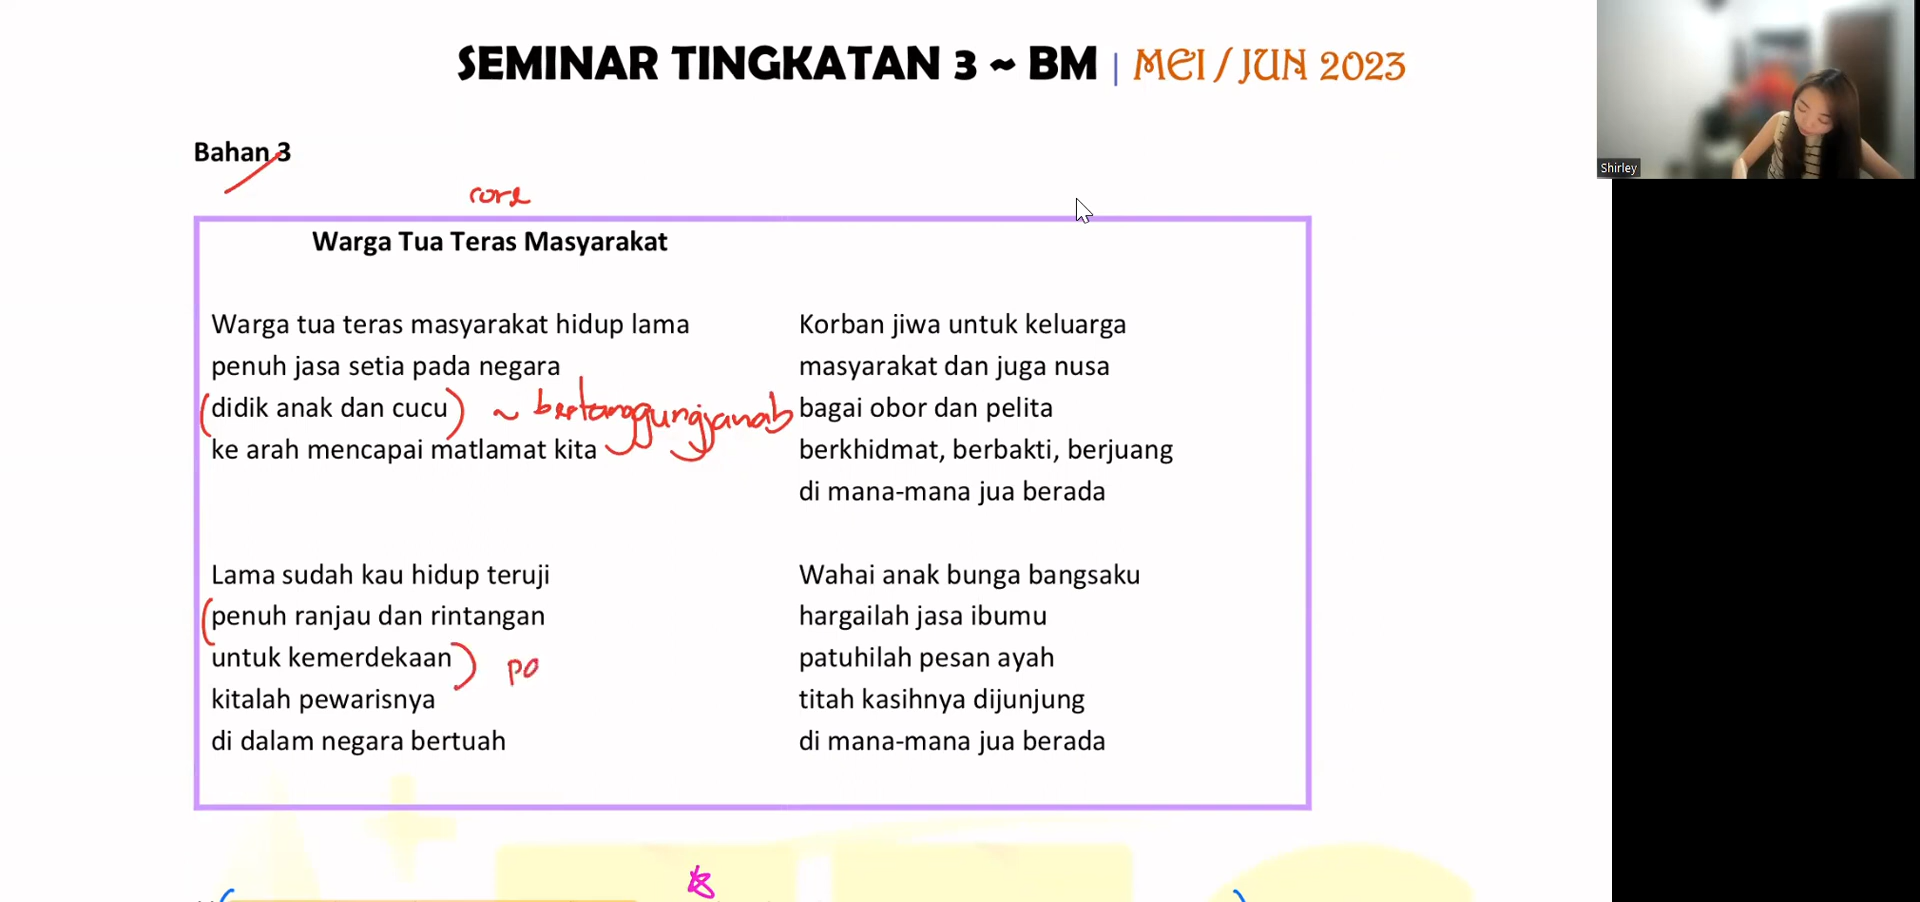 SEMINAR TINGKATAN 3 ~ BM | MEI / JUN 2023
Shirley
Bahan 3
core
Warga Tua Teras Masyarakat
Warga tua teras masyarakat hidup lama
penuh jasa setia pada negara
(didik anak dan cucu) ~ bertanggungjawab
ke arah mencapai matlamat kita
Lama sudah kau hidup teruji
(penuh ranjau dan rintangan
untuk kemerdekaan) po
kitalah pewarisnya
di dalam negara bertuah
Korban jiwa untuk keluarga
masyarakat dan juga nusa
bagai obor dan pelita
berkhidmat, berbakti, berjuang
di mana-mana jua berada
Wahai anak bunga bangsaku
hargailah jasa ibumu
patuhilah pesan ayah
titah kasihnya dijunjung
di mana-mana jua berada